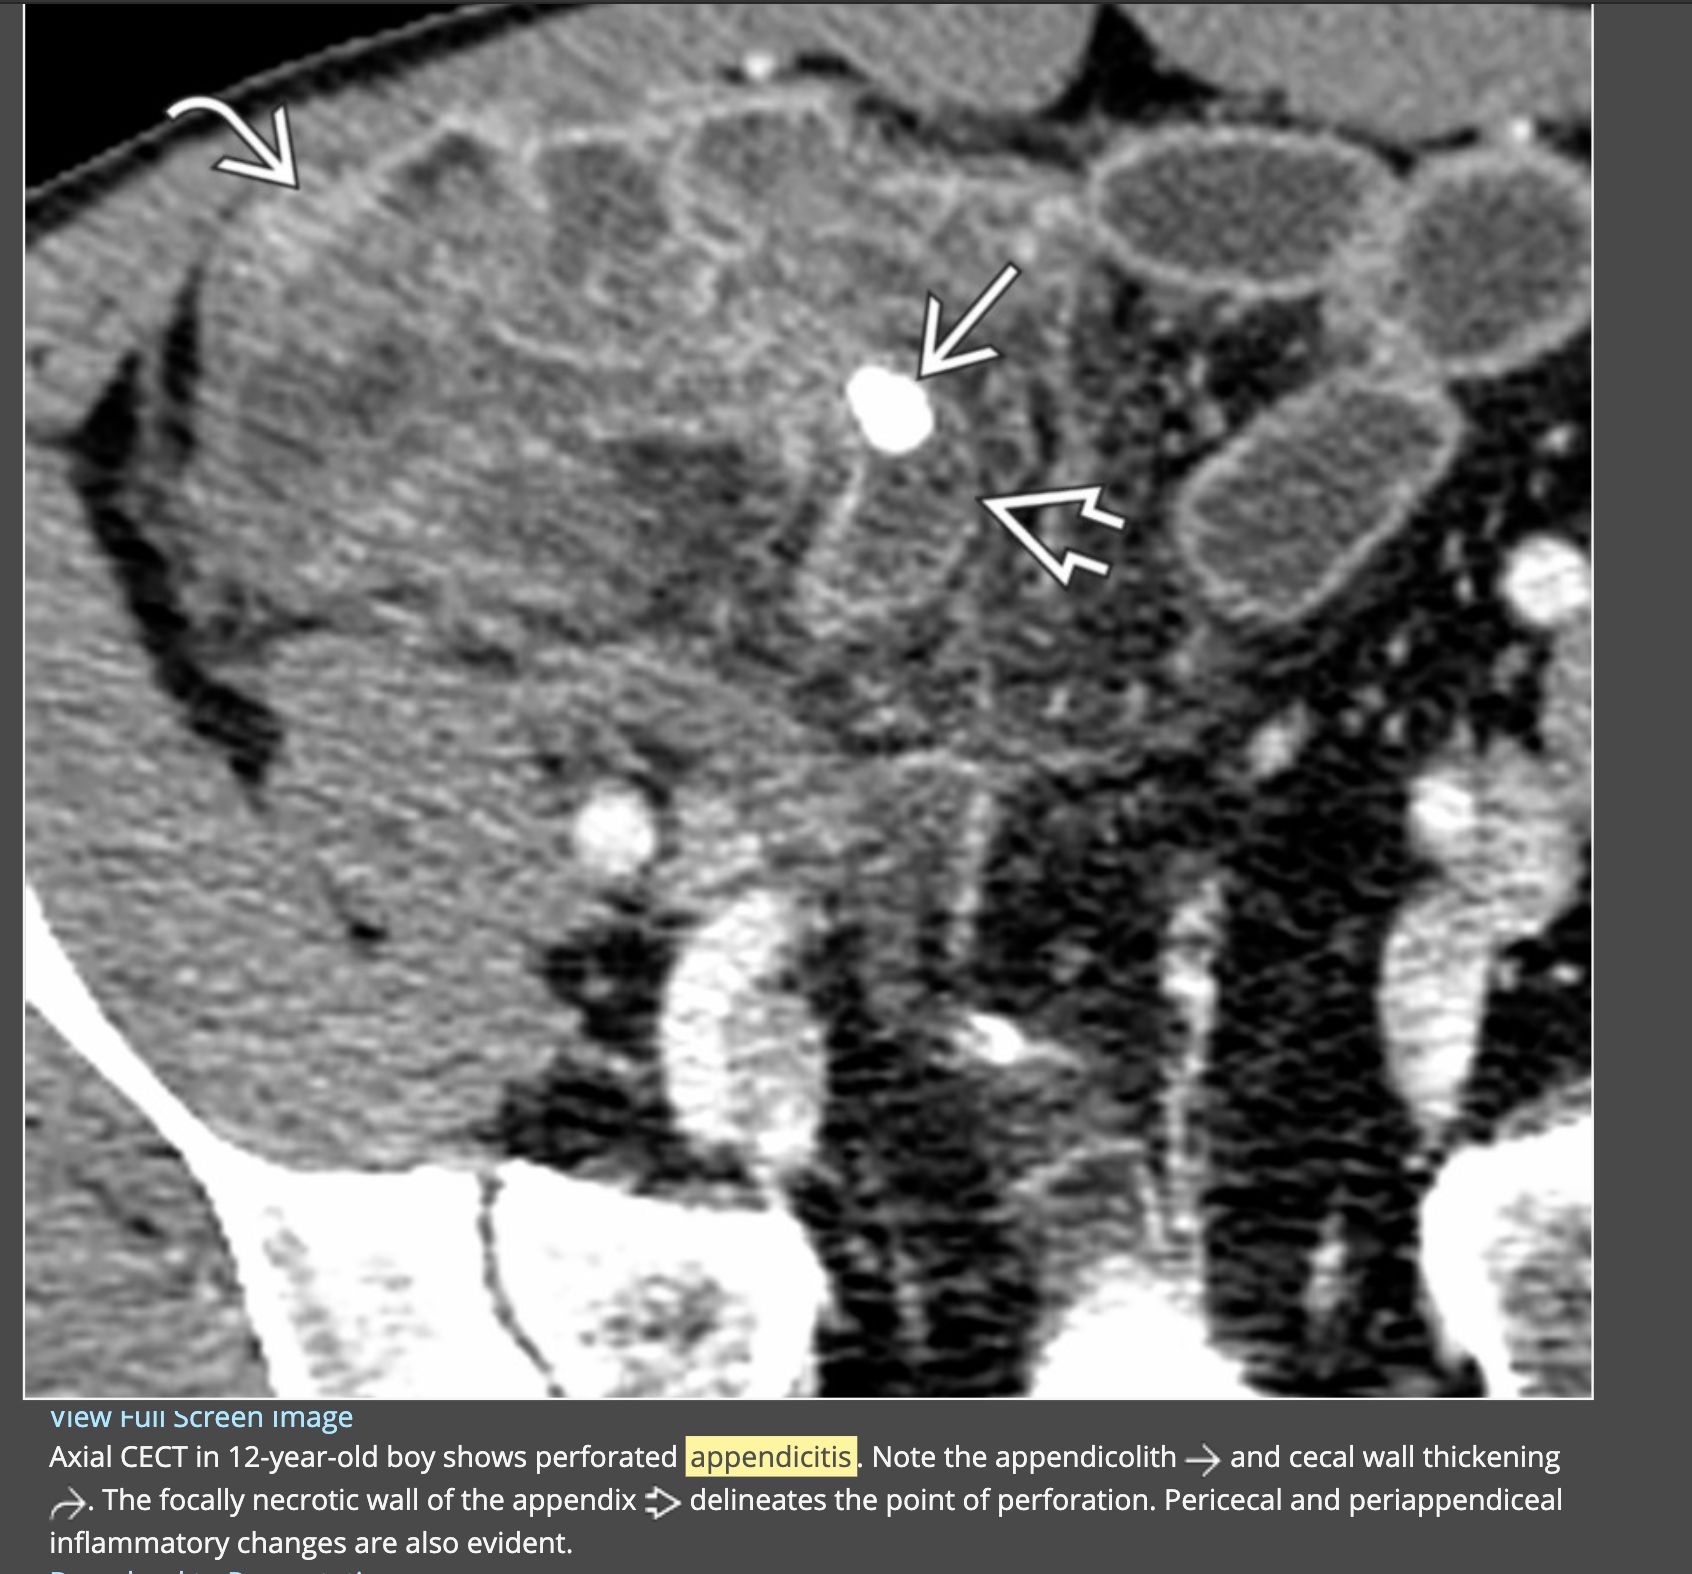 View Full Screen Image
Axial CECT in 12-year-old boy shows perforated appendicitis. Note the appendicolith → and cecal wall thickening
. The focally necrotic wall of the appendix delineates the point of perforation. Pericecal and periappendiceal
inflammatory changes are also evident.